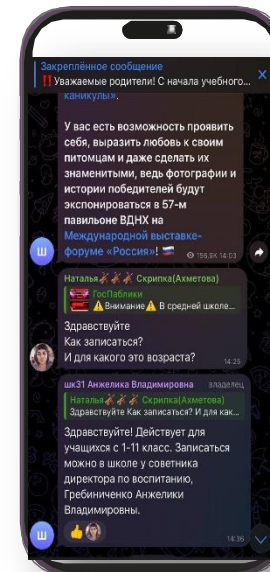 Закреплённое сообщение
‼️Уважаемые родители! С начала учебного...
каникулы».
У вас есть возможность проявить
себя, выразить любовь к своим
питомцам и даже сделать их
знаменитыми, ведь фотографии и
истории победителей будут
экспонироваться в 57-м
павильоне ВДНХ на
Международной выставке-
форуме «Россия»! 🇷🇺
156,9K 14:03
Ш
Наталья🎻🎻🎻 Скрипка(Ахметова)
ГосПаблики
⚠️Внимание⚠️ В средней школе...
Здравствуйте
Как записаться?
И для какого это возраста?
14:25
шк31 Анжелика Владимировна владелец
Наталья🎻🎻🎻 Скрипка(Ахметова)
Здравствуйте Как записаться? И для как...
Здравствуйте! Действует для
учащихся с 1-11 класс. Записаться
можно в школе у советника
директора по воспитанию,
Гребиниченко Анжелики
Владимировны.
👍
14:36
Ш